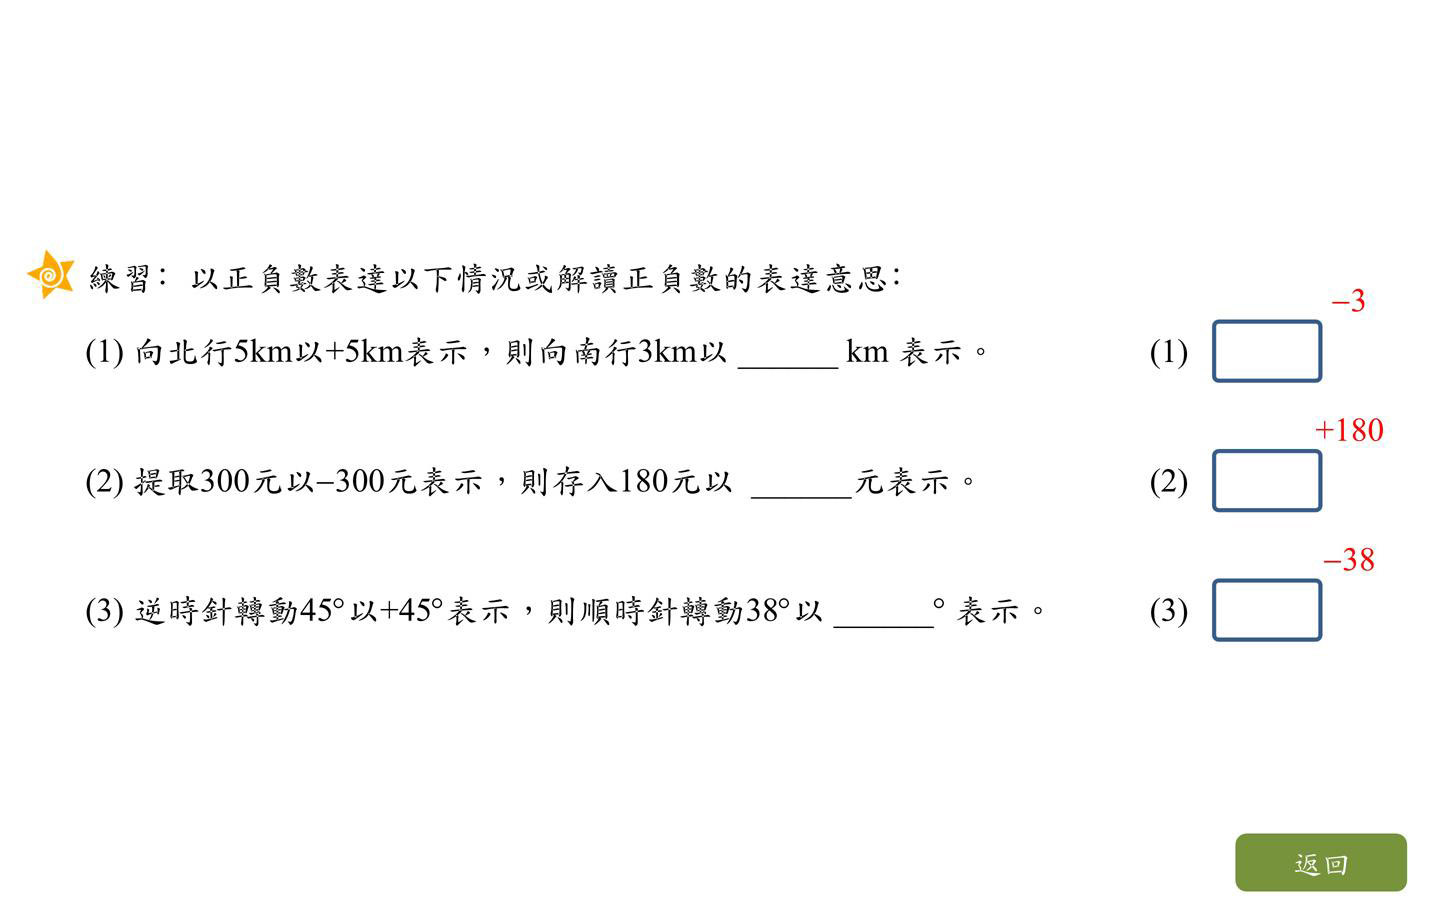 練習：以正負數表達以下情況或解讀正負數的表達意思：
−3
(1) 向北行5km以+5km表示，則向南行3km以 ______ km 表示。 (1)
+180
(2) 提取300元以−300元表示，則存入180元以 ______元表示。 (2)
−38
(3) 逆時針轉動45°以+45°表示，則順時針轉動38°以 ______° 表示。 (3)
返回